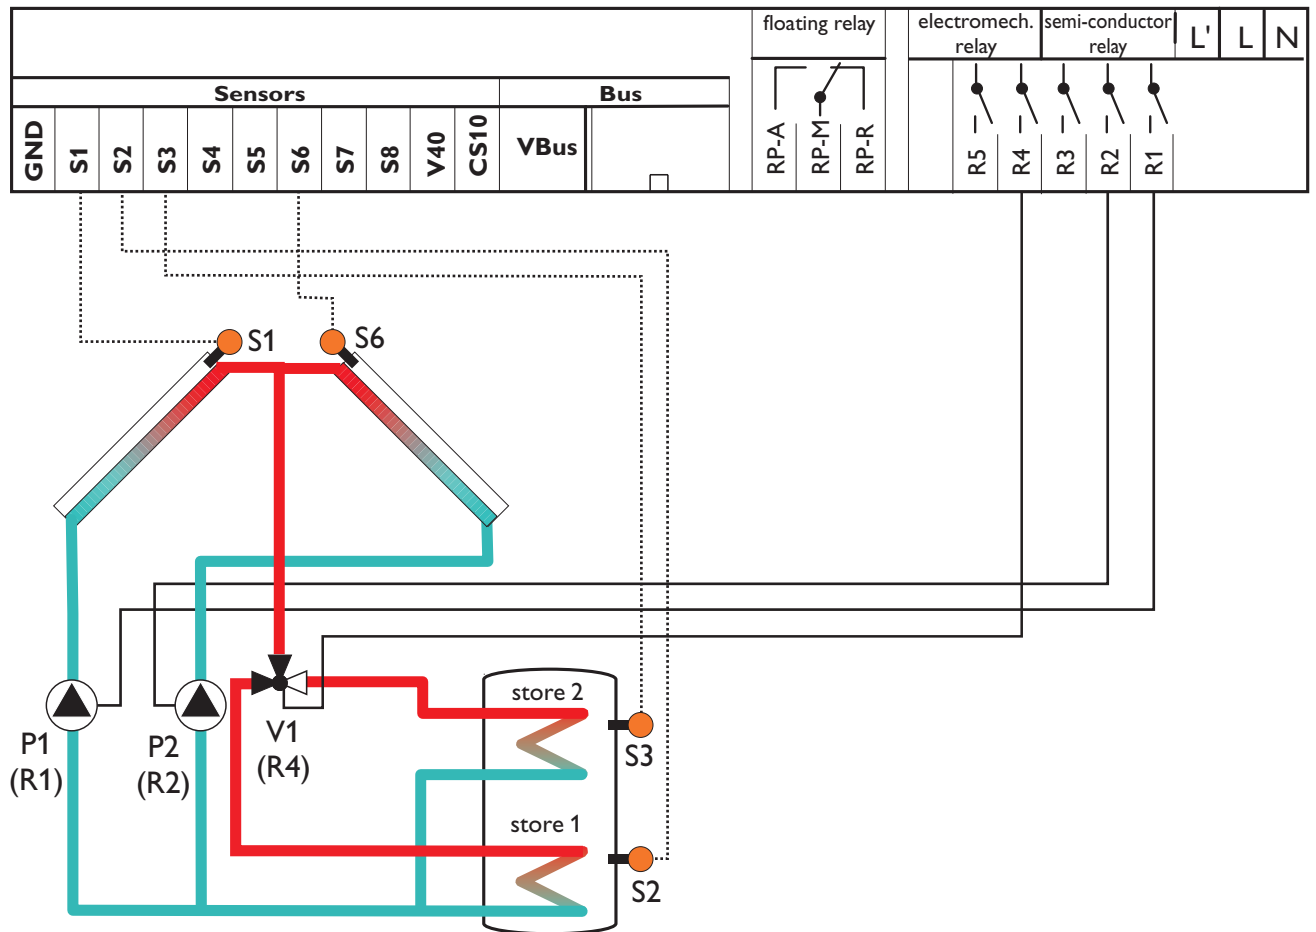 floating relay
electromech.
relay
semi-conductor
relay
L'
L
N
Sensors
Bus
GND
S1
S2
S3
S4
S5
S6
S7
S8
V40
CS10
VBus
RP-A
RP-M
RP-R
R5
R4
R3
R2
R1
S1
S6
store 2
V1
(R4)
P1
(R1)
P2
(R2)
S3
store 1
S2